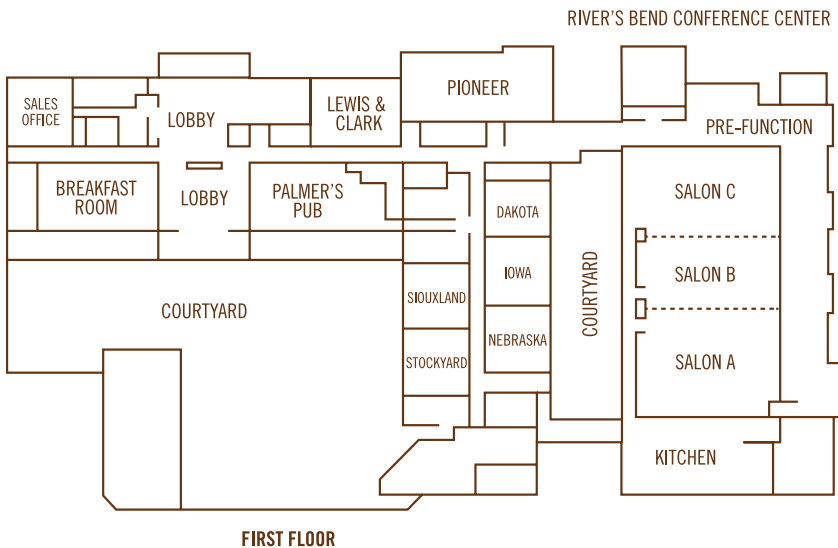 RIVER'S BEND CONFERENCE CENTER
PIONEER
SALES
OFFICE
LOBBY
LEWIS &
CLARK
PRE-FUNCTION
BREAKFAST
ROOM
LOBBY
PALMER'S
PUB
DAKOTA
SALON C
SIOUXLAND
IOWA
COURTYARD
SALON B
COURTYARD
STOCKYARD
NEBRASKA
SALON A
KITCHEN
FIRST FLOOR